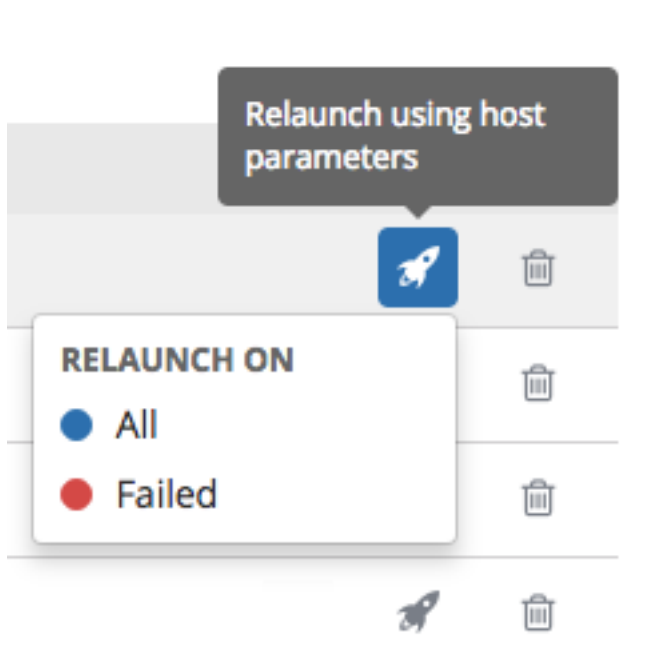 Relaunch using host
parameters
RELAUNCH ON
All
Failed